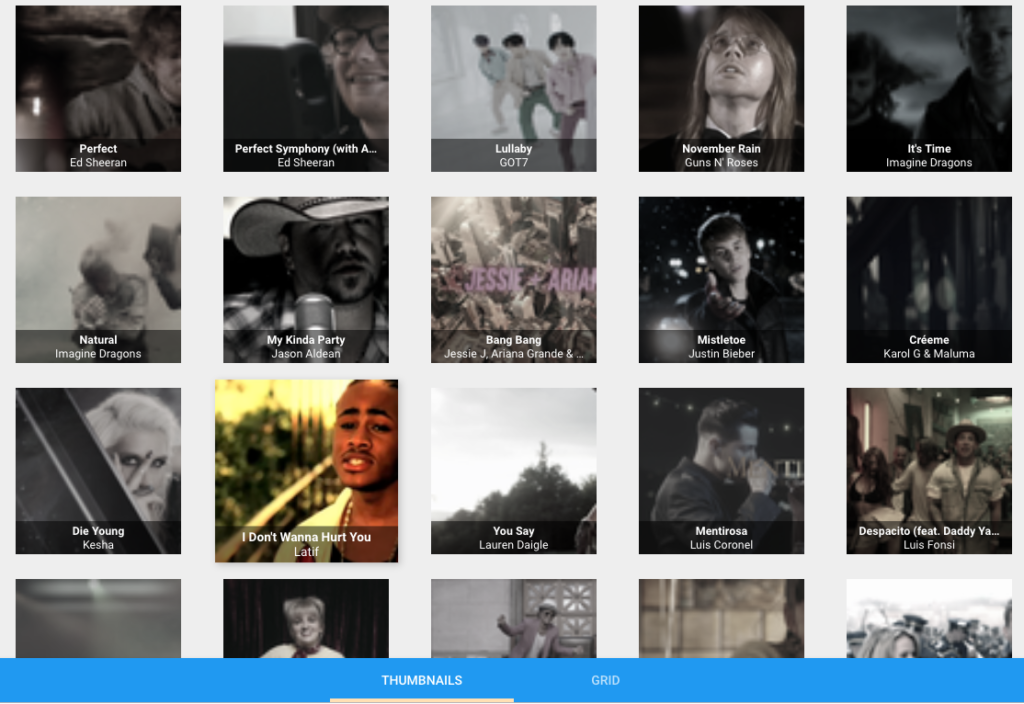 Perfect
Ed Sheeran
Perfect Symphony (with A...
Ed Sheeran
Lullaby
GOT7
November Rain
Guns N' Roses
It's Time
Imagine Dragons
Natural
Imagine Dragons
My Kinda Party
Jason Aldean
JESSIE + ARIAN
Bang Bang
Jessie J, Ariana Grande & ...
Mistletoe
Justin Bieber
Créeme
Karol G & Maluma
Die Young
Kesha
I Don't Wanna Hurt You
Latif
You Say
Lauren Daigle
Mentirosa
Luis Coronel
Despacito (feat. Daddy Ya...
Luis Fonsi
THUMBNAILS
GRID